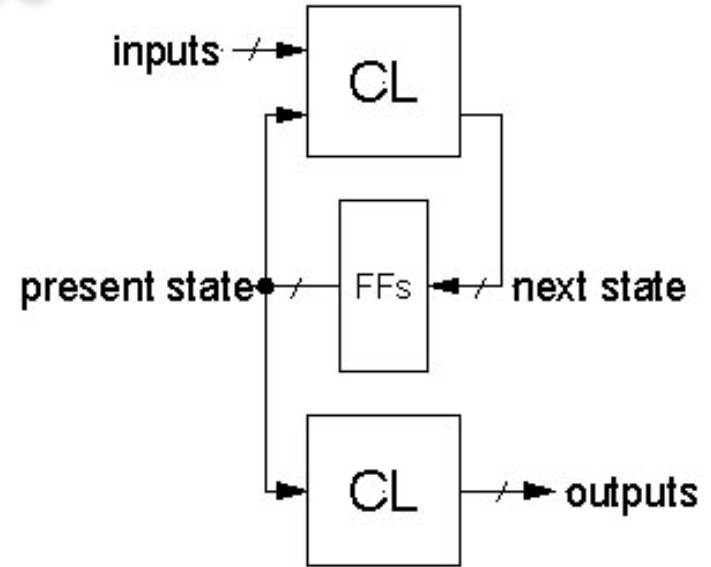 inputs
CL
present state
FFs
next state
CL
outputs